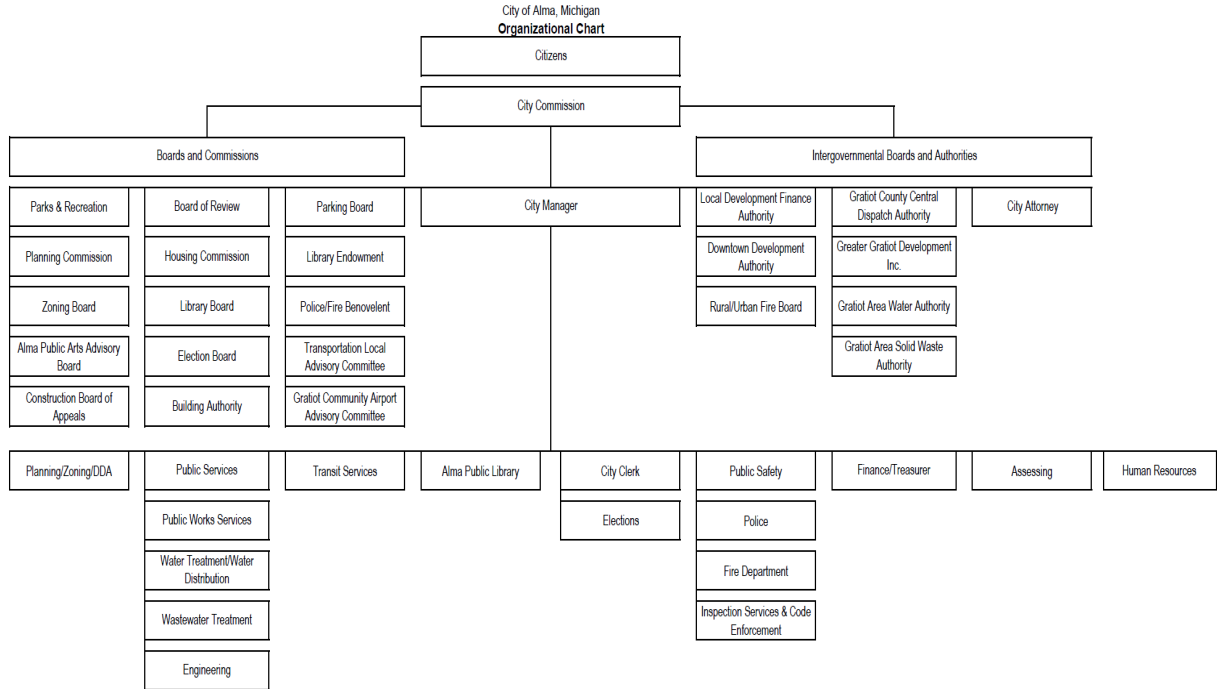 City of Alma, Michigan
Organizational Chart
Citizens
City Commission
Boards and Commissions
Intergovernmental Boards and Authorities
Parks & Recreation
Board of Review
Parking Board
City Manager
Local Development Finance
Authority
Gratiot County Central
Dispatch Authority
City Attorney
Planning Commission
Housing Commission
Library Endowment
Downtown Development
Authority
Greater Gratiot Development
Inc.
Zoning Board
Library Board
Police/Fire Benovelent
Rural/Urban Fire Board
Gratiot Area Water Authority
Alma Public Arts Advisory
Board
Election Board
Transportation Local
Advisory Committee
Gratiot Area Solid Waste
Authority
Construction Board of
Appeals
Building Authority
Gratiot Community Airport
Advisory Committee
Planning/Zoning/DDA
Public Services
Transit Services
Alma Public Library
City Clerk
Public Safety
Finance/Treasurer
Assessing
Human Resources
Public Works Services
Elections
Police
Water Treatment/Water
Distribution
Fire Department
Wastewater Treatment
Inspection Services & Code
Enforcement
Engineering